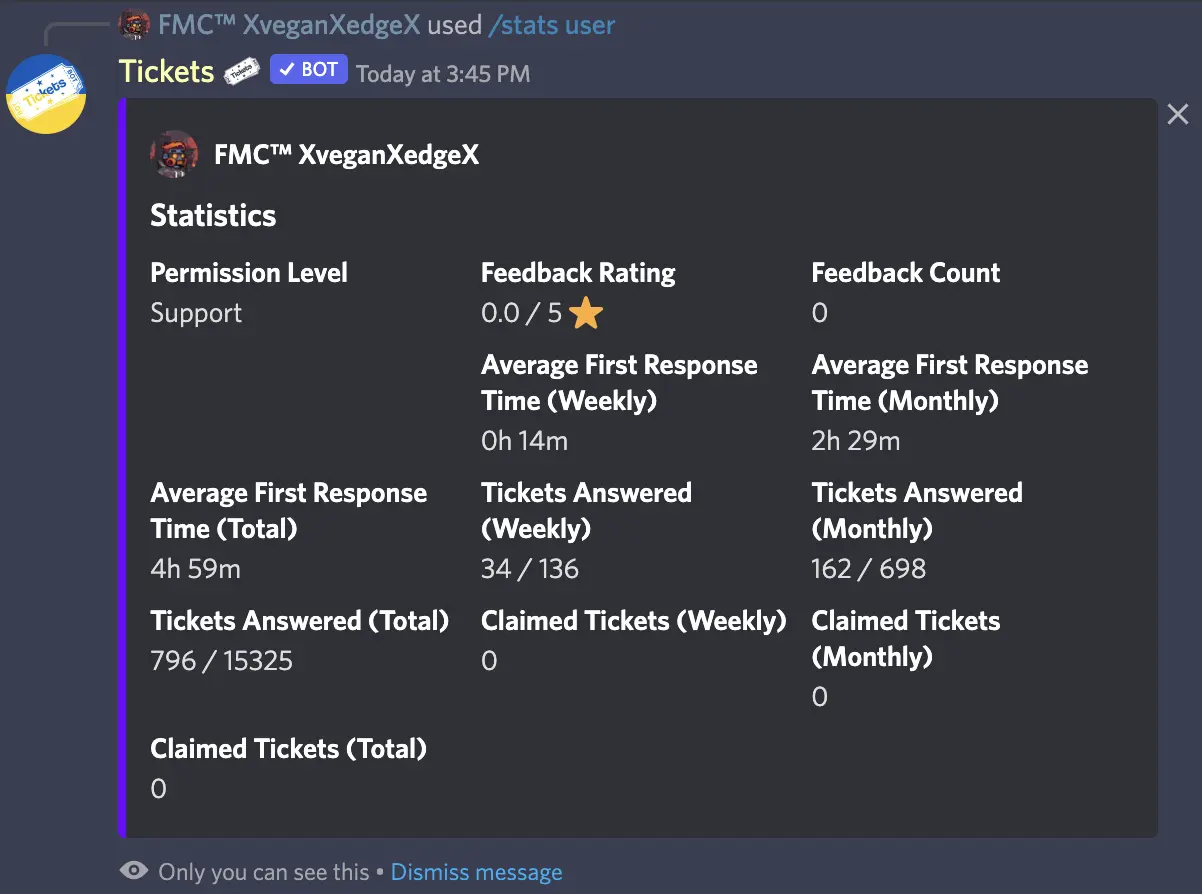 FMC™ XveganXedgeX used /stats user
Tickets Tickets BOT Today at 3:45 PM
Tickets
FMC™ XveganXedgeX
Statistics
Permission Level Feedback Rating Feedback Count
Support 0.0 / 5 0
Average First Response Average First Response
Time (Weekly) Time (Monthly)
0h 14m 2h 29m
Average First Response Tickets Answered Tickets Answered
Time (Total) (Weekly) (Monthly)
4h 59m 34 / 136 162 / 698
Tickets Answered (Total) Claimed Tickets (Weekly) Claimed Tickets
796 / 15325 0 (Monthly)
0
Claimed Tickets (Total)
0
Only you can see this • Dismiss message